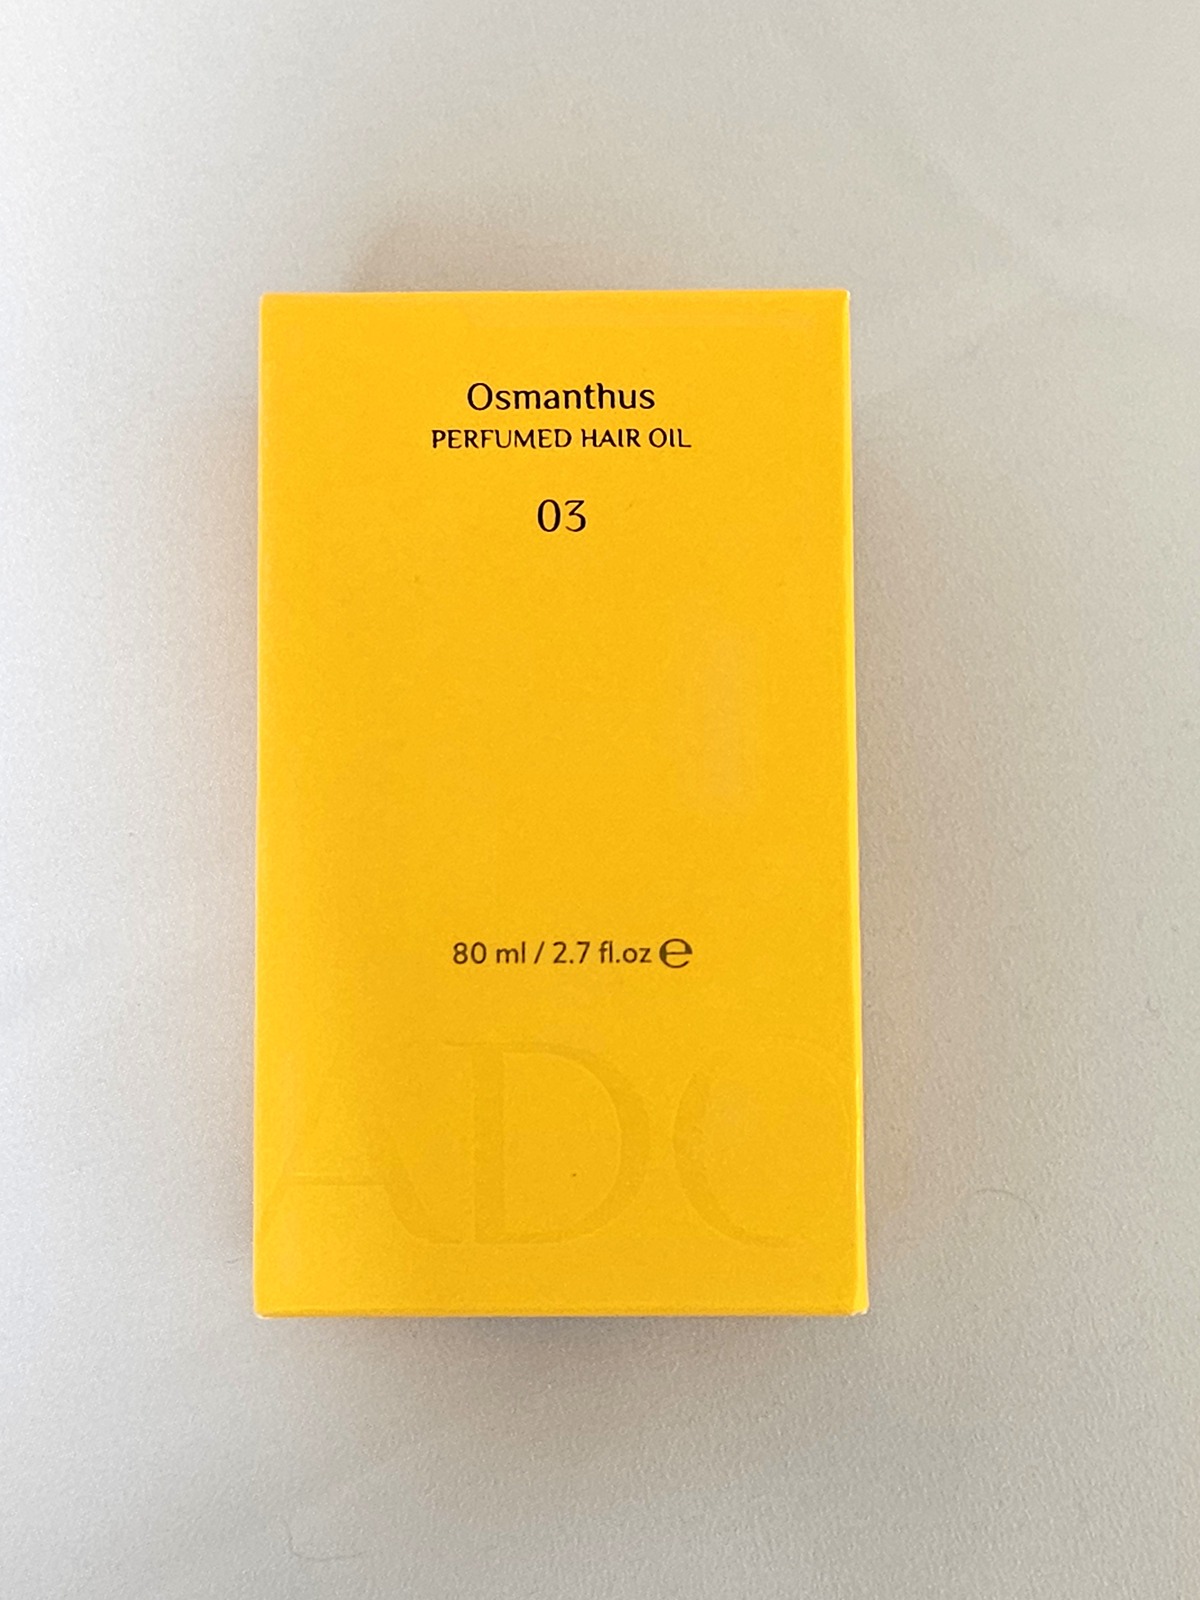 Osmanthus
PERFUMED HAIR OIL
03
80 ml / 2.7 fl.oz ℮
ADO